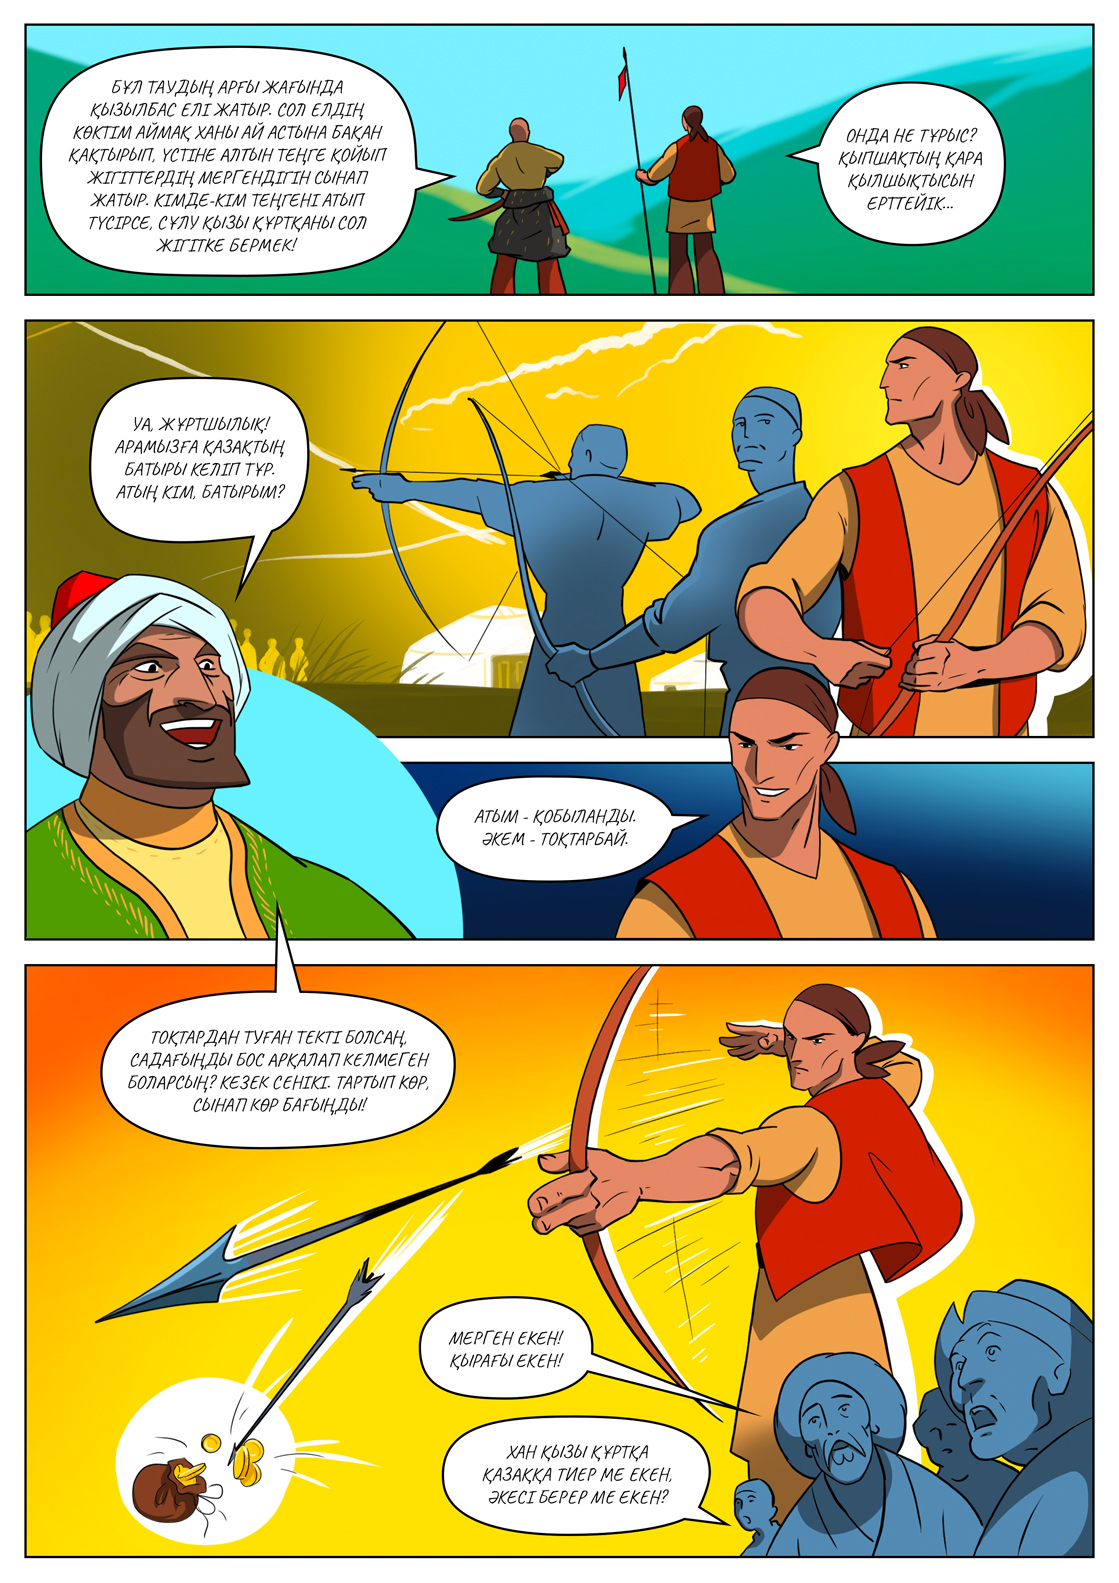 БҰЛ ТАУДЫҢ АРҒЫ ЖАҒЫНДА
ҚЫЗЫЛБАС ЕЛІ ЖАТЫР. СОЛ ЕЛДІҢ
КӨКТІМ АЙМАҚ ХАНЫ АЙ АСТЫНА БАҚАН
ҚАҚТЫРЫП, ҮСТІНЕ АЛТЫН ТЕҢГЕ ҚОЙЫП
ЖІГІТТЕРДІҢ МЕРГЕНДІГІН СЫНАП
ЖАТЫР. КІМДЕ-КІМ ТЕҢГЕНІ АТЫП
ТҮСІРСЕ, СҰЛУ ҚЫЗЫ ҚҰРТҚАНЫ СОЛ
ЖІГІТКЕ БЕРМЕК!
ОНДА НЕ ТҰРЫС?
ҚЫПШАҚТЫҢ ҚАРА
ҚЫЛШЫҚТЫСЫН
ЕРТТЕЙІК...
УА, ЖҰРТШЫЛЫҚ!
АРАМЫЗҒА ҚАЗАҚТЫҢ
БАТЫРЫ КЕЛІП ТҰР.
АТЫҢ КІМ, БАТЫРЫМ?
АТЫМ - ҚОБЫЛАНДЫ.
ӘКЕМ - ТОҚТАРБАЙ.
ТОҚТАРДАН ТУҒАН ТЕКТІ БОЛСАҢ,
САДАҒЫҢДЫ БОС АРҚАЛАП КЕЛМЕГЕН
БОЛАРСЫҢ? КЕЗЕК СЕНІКІ. ТАРТЫП КӨР,
СЫНАП КӨР БАҒЫҢДЫ!
МЕРГЕН ЕКЕН!
ҚЫРАҒЫ ЕКЕН!
ХАН ҚЫЗЫ ҚҰРТҚА
ҚАЗАҚҚА ТИЕР МЕ ЕКЕН,
ӘКЕСІ БЕРЕР МЕ ЕКЕН?